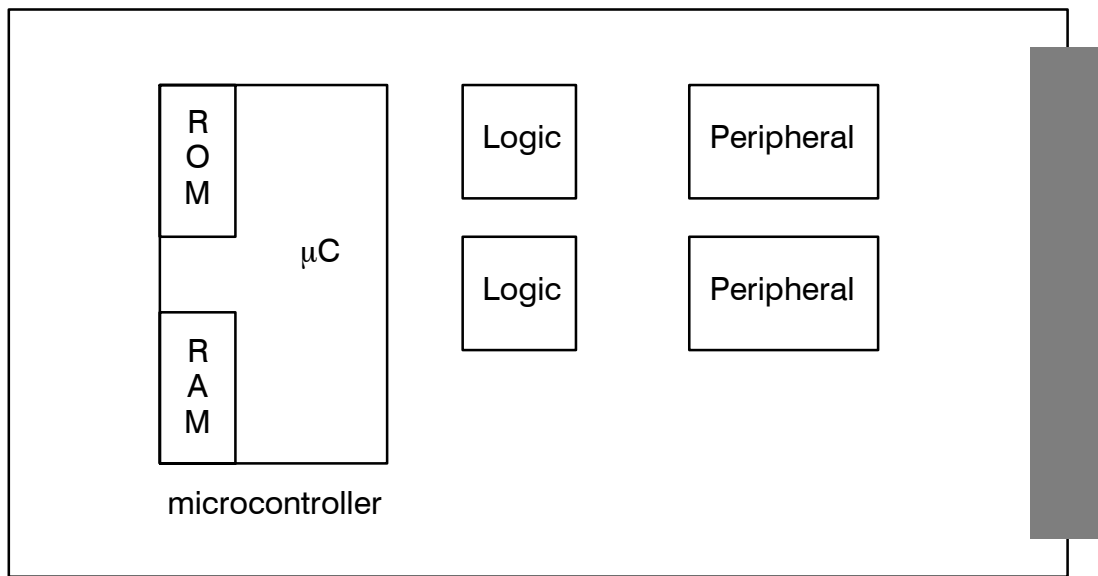 R
O
M
μC
R
A
M
microcontroller
Logic
Logic
Peripheral
Peripheral